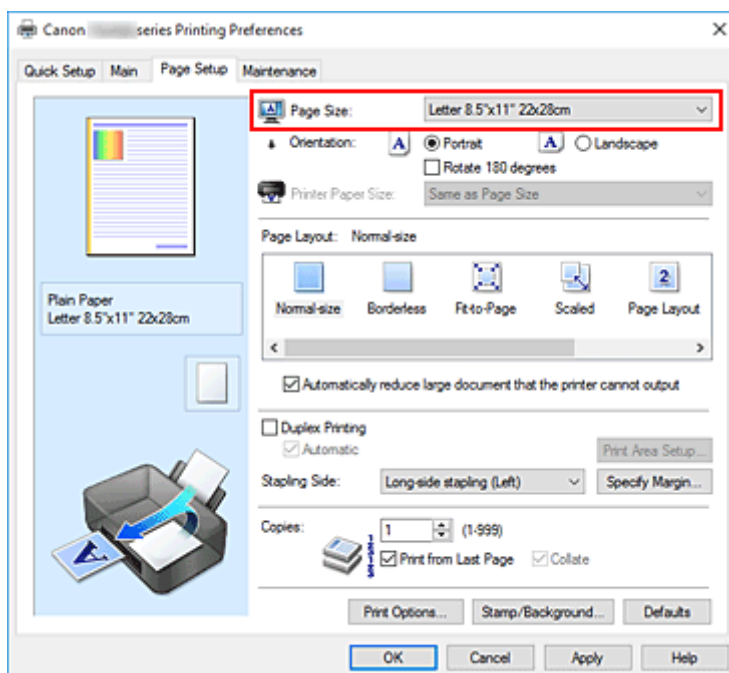 Canon series Printing Preferences
Quick Setup Main Page Setup Maintenance
Page Size: Letter 8.5"x11" 22x28cm
Orientation: A Portrait A Landscape
Rotate 180 degrees
Printer Paper Size: Same as Page Size
Page Layout: Normal-size
2
Normal-size Borderless Fit-to-Page Scaled Page Layout
Plain Paper
Letter 8.5"x11" 22x28cm
Automatically reduce large document that the printer cannot output
Duplex Printing
Automatic Print Area Setup...
Stapling Side: Long-side stapling (Left) Specify Margin...
Copies: 1 (1-999)
Print from Last Page Collate
A
Print Options... Stamp/Background... Defaults
OK Cancel Apply Help